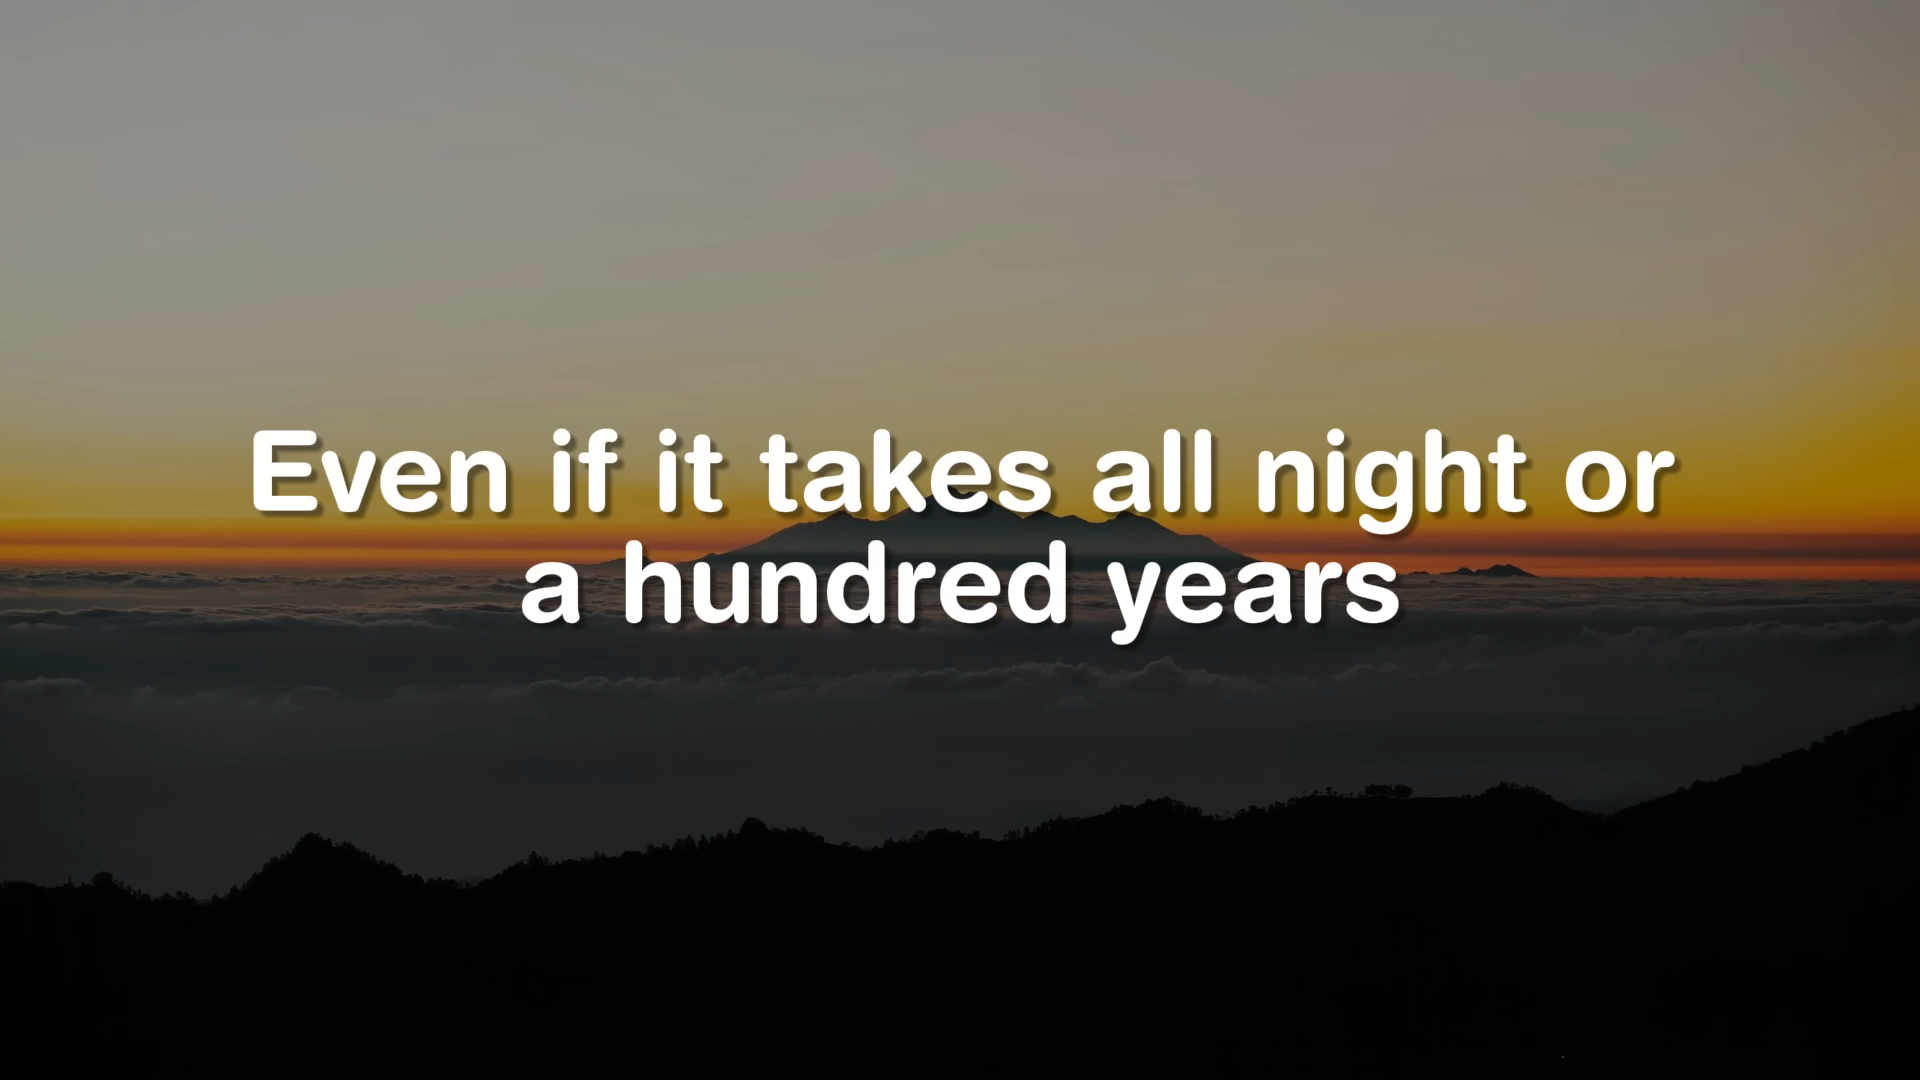 Even if it takes all night or
a hundred years